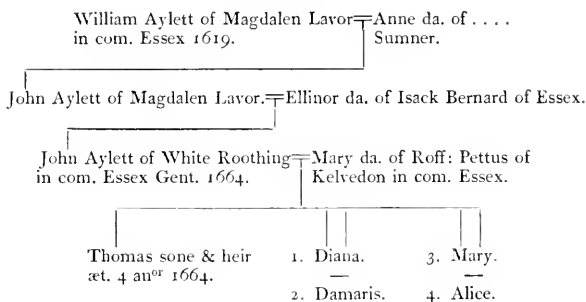 William Aylett of Magdalen Lavor Anne da. of . . . .
in com. Essex 1619. Sumner.
John Aylett of Magdalen Lavor. Ellinor da. of Isack Bernard of Essex.
John Aylett of White Roothing Mary da. of Roff: Pettus of
in com. Essex Gent. 1664. Kelvedon in com. Essex.
Thomas sone & heir 1. Diana. 3. Mary.
æt. 4 anᵒʳ 1664.
2. Damaris. 4. Alice.